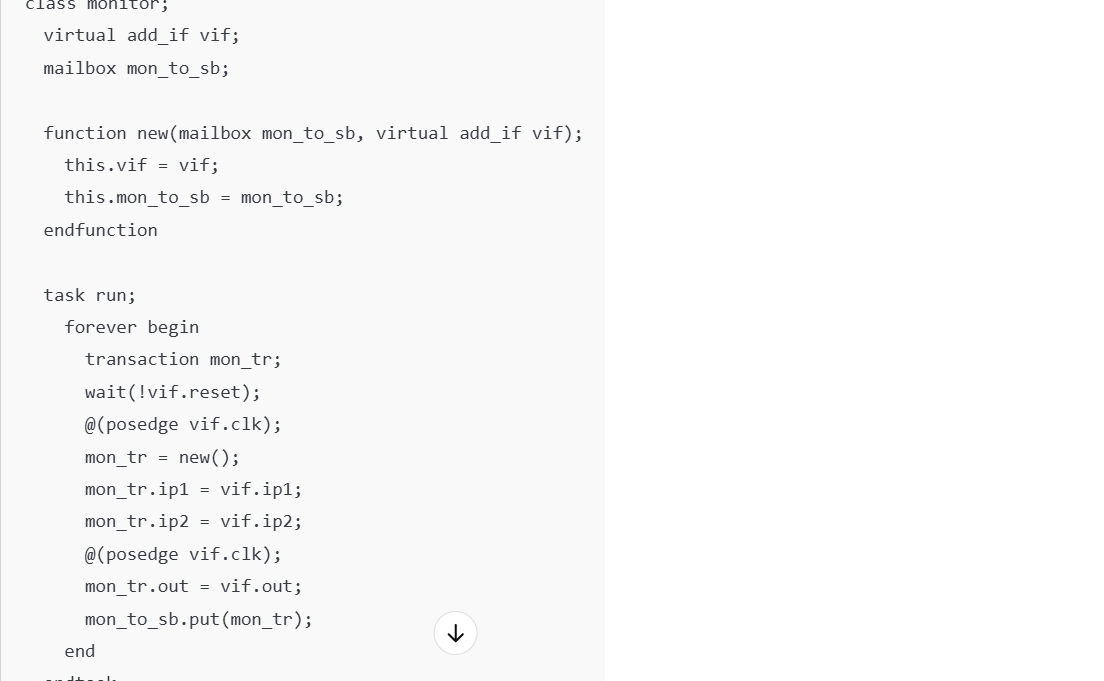 class monitor;
virtual add_if vif;
mailbox mon_to_sb;
function new(mailbox mon_to_sb, virtual add_if vif);
this.vif = vif;
this.mon_to_sb = mon_to_sb;
endfunction
task run;
forever begin
transaction mon_tr;
wait(!vif.reset);
@(posedge vif.clk);
mon_tr = new();
mon_tr.ip1 = vif.ip1;
mon_tr.ip2 = vif.ip2;
@(posedge vif.clk);
mon_tr.out = vif.out;
mon_to_sb.put(mon_tr);
end
endtask